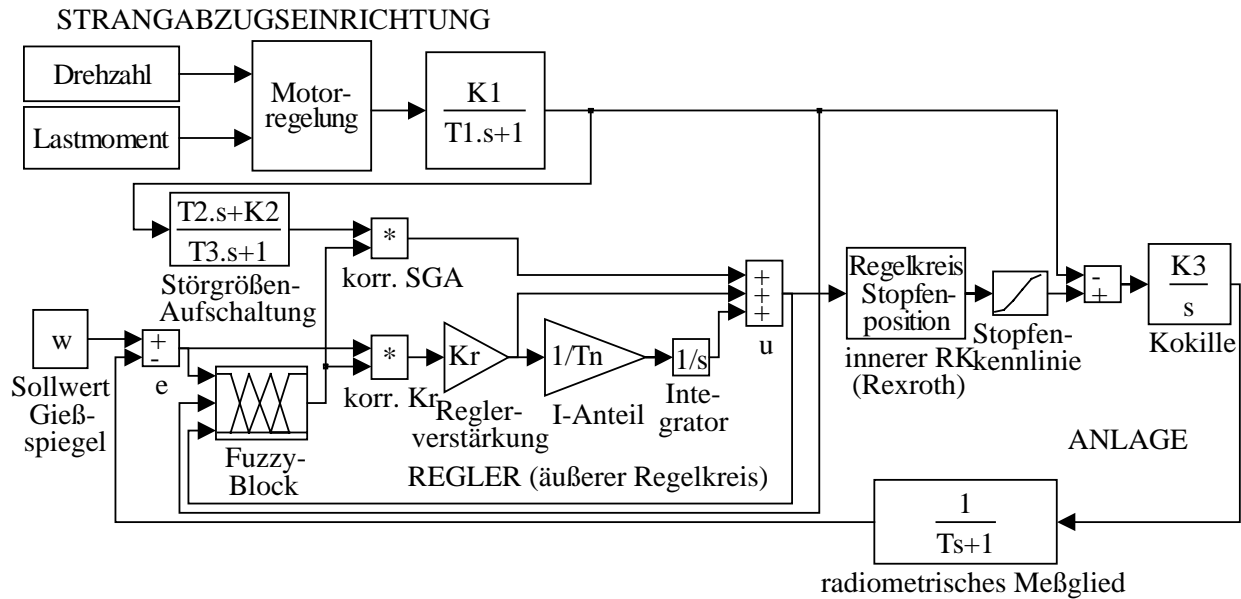 STRANGABZUGSEINRICHTUNG
Drehzahl
Lastmoment
Motor-
regelung
K1
T1.s+1
T2.s+K2
T3.s+1
Störgrößen-
Aufschaltung
*
korr. SGA
w
Sollwert
Gieß-
spiegel
+
-
e
Fuzzy-
Block
*
korr. Kr
Kr
Regler-
verstärkung
1/Tn
I-Anteil
1/s
Inte-
grator
+
+
+
u
REGLER (äußerer Regelkreis)
Regelkreis
Stopfen-
position
innerer RK
(Rexroth)
Stopfen-
kennlinie
-
+
K3
s
Kokille
ANLAGE
1
Ts+1
radiometrisches Meßglied